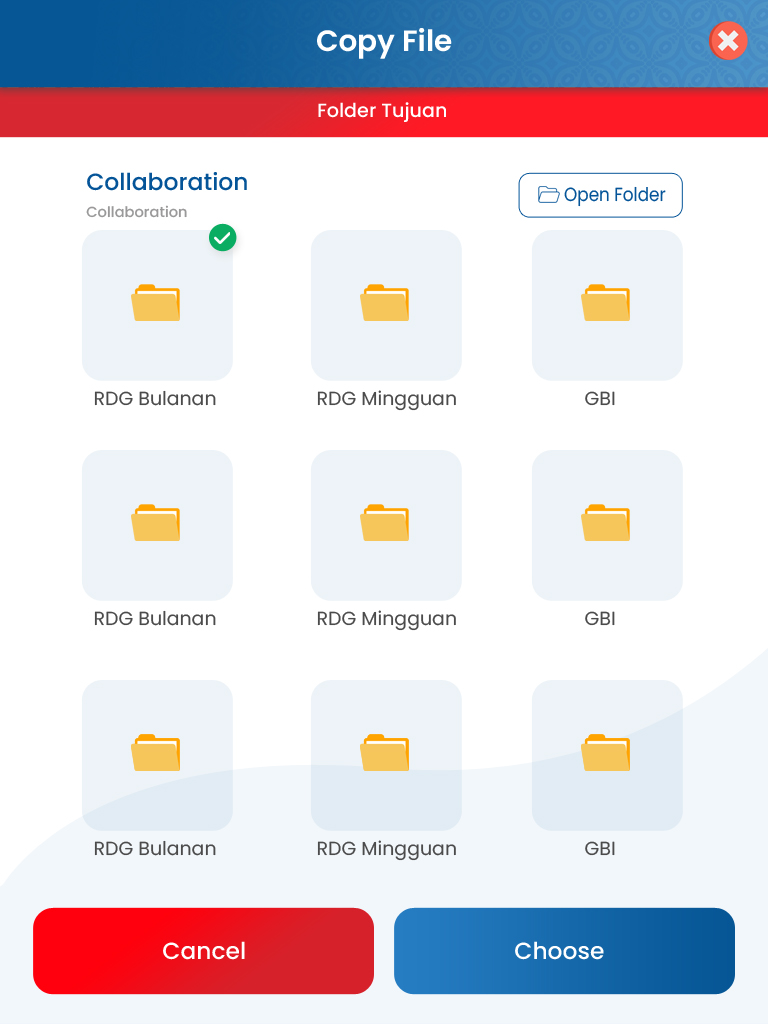 Copy File
Folder Tujuan
Collaboration
Collaboration
Open Folder
RDG Bulanan
RDG Mingguan
GBI
RDG Bulanan
RDG Mingguan
GBI
RDG Bulanan
RDG Mingguan
GBI
Cancel
Choose